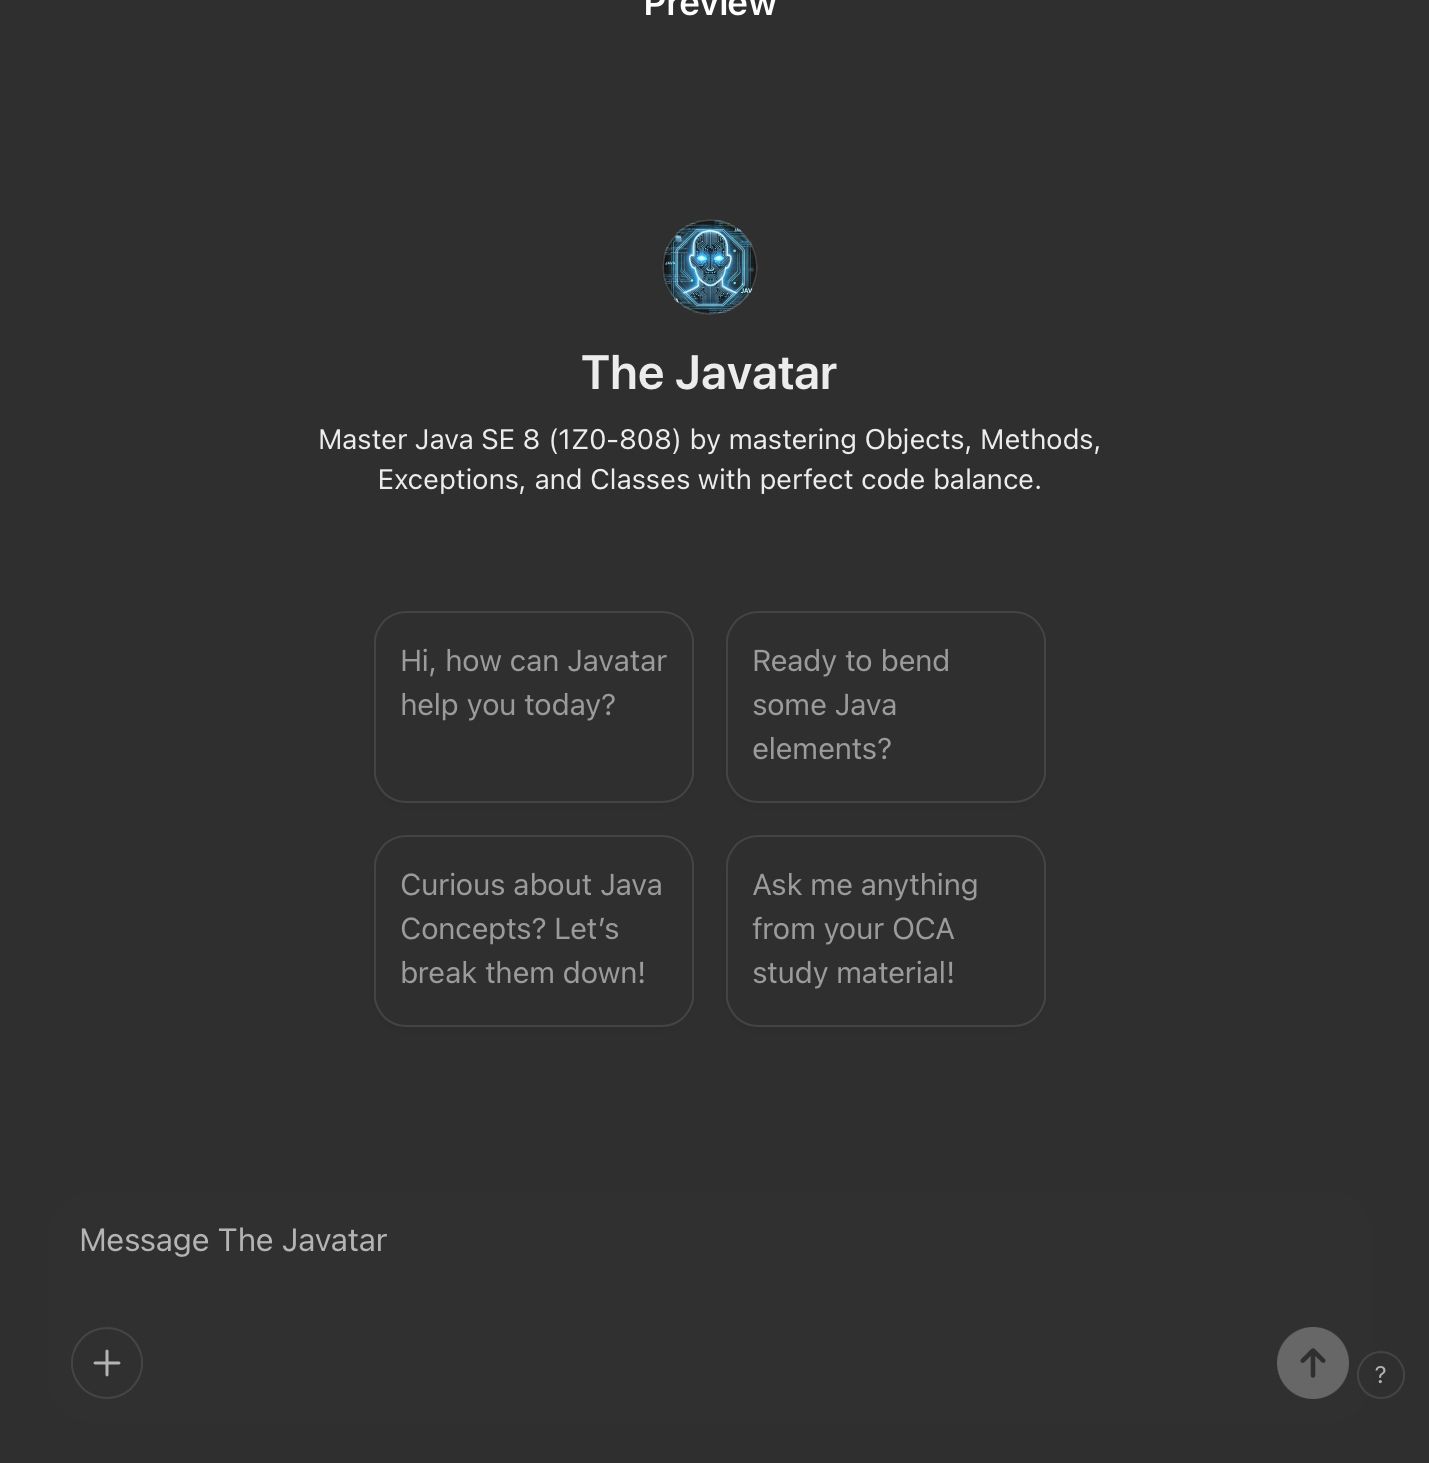 Preview
The Javatar
Master Java SE 8 (1Z0-808) by mastering Objects, Methods,
Exceptions, and Classes with perfect code balance.
Hi, how can Javatar
help you today?
Ready to bend
some Java
elements?
Curious about Java
Concepts? Let’s
break them down!
Ask me anything
from your OCA
study material!
Message The Javatar
?